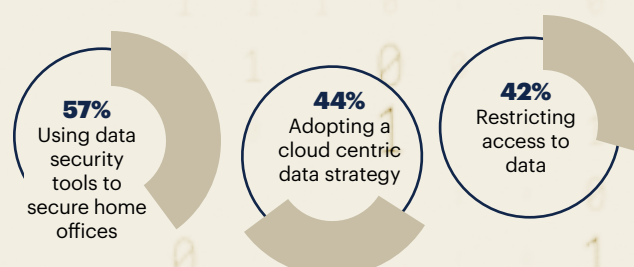 57%
Using data
security
tools to
secure home
offices
44%
Adopting a
cloud centric
data strategy
42%
Restricting
access to
data